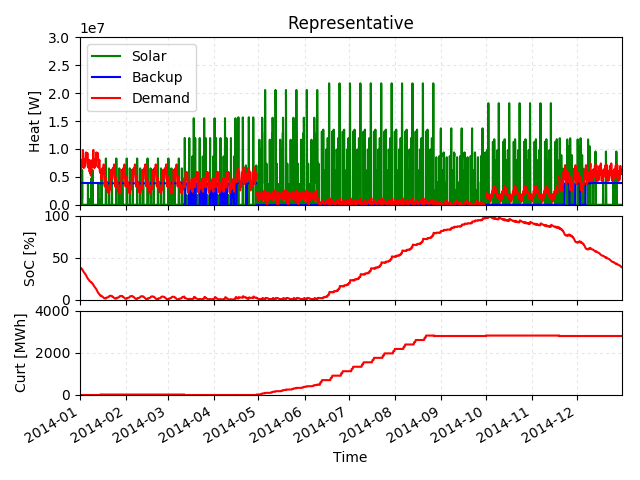 Representative
1e7
3.0
2.5
2.0
1.5
1.0
0.5
0.0
Heat [W]
Solar
Backup
Demand
100
50
0
SoC [%]
4000
2000
0
Curt [MWh]
2014-01
2014-02
2014-03
2014-04
2014-05
2014-06
2014-07
2014-08
2014-09
2014-10
2014-11
2014-12
Time